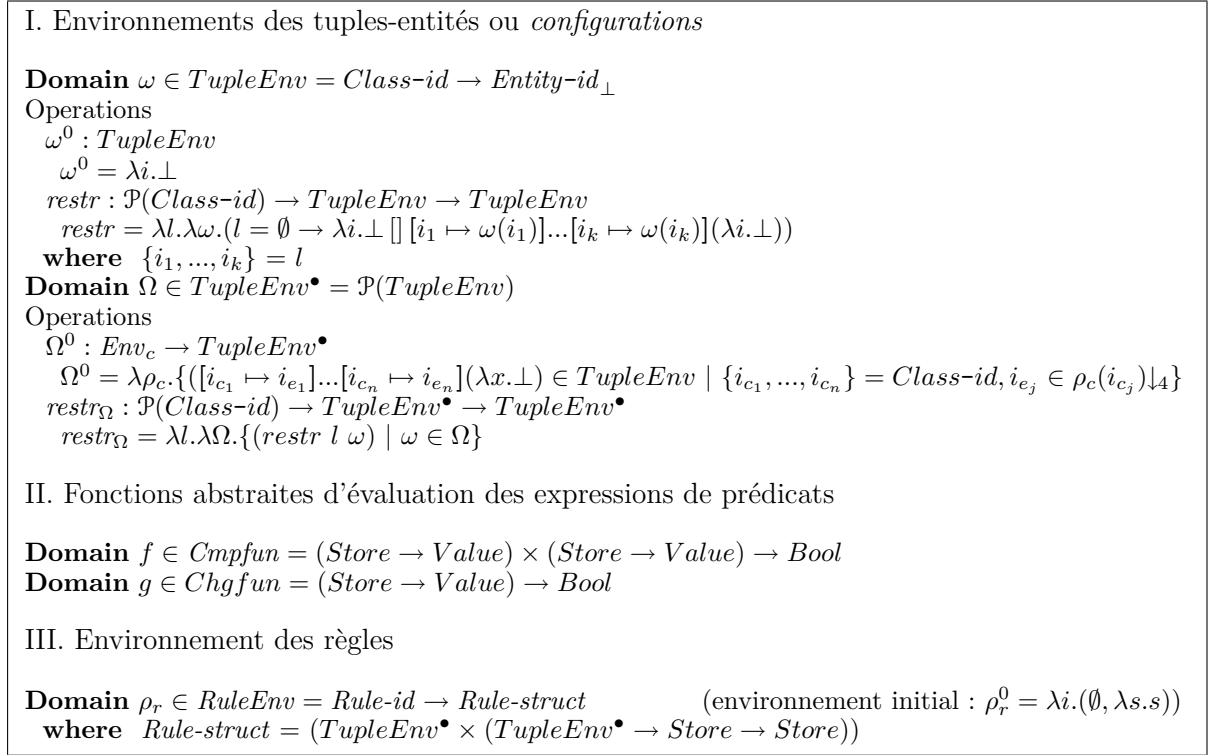 I. Environnements des tuples-entités ou configurations
Domain ω ∈ TupleEnv = Class-id → Entity-id⊥
Operations
ω⁰ : TupleEnv
ω⁰ = λi.⊥
restr : 𝒫(Class-id) → TupleEnv → TupleEnv
restr = λl.λω.(l = ∅ → λi.⊥ [] [i₁ ↦ ω(i₁)]...[iₖ ↦ ω(iₖ)](λi.⊥))
where {i₁, ..., iₖ} = l
Domain Ω ∈ TupleEnv• = 𝒫(TupleEnv)
Operations
Ω⁰ : Env_c → TupleEnv•
Ω⁰ = λρ_c.{([i_{c₁} ↦ i_{e₁}]...[i_{c_n} ↦ i_{e_n}](λx.⊥) ∈ TupleEnv | {i_{c₁}, ..., i_{c_n}} = Class-id, i_{e_j} ∈ ρ_c(i_{c_j})↓₄}
restr_Ω : 𝒫(Class-id) → TupleEnv• → TupleEnv•
restr_Ω = λl.λΩ.{(restr l ω) | ω ∈ Ω}
II. Fonctions abstraites d'évaluation des expressions de prédicats
Domain f ∈ Cmpfun = (Store → Value) × (Store → Value) → Bool
Domain g ∈ Chgfun = (Store → Value) → Bool
III. Environnement des règles
Domain ρ_r ∈ RuleEnv = Rule-id → Rule-struct (environnement initial : ρ_r⁰ = λi.(∅, λs.s))
where Rule-struct = (TupleEnv• × (TupleEnv• → Store → Store))